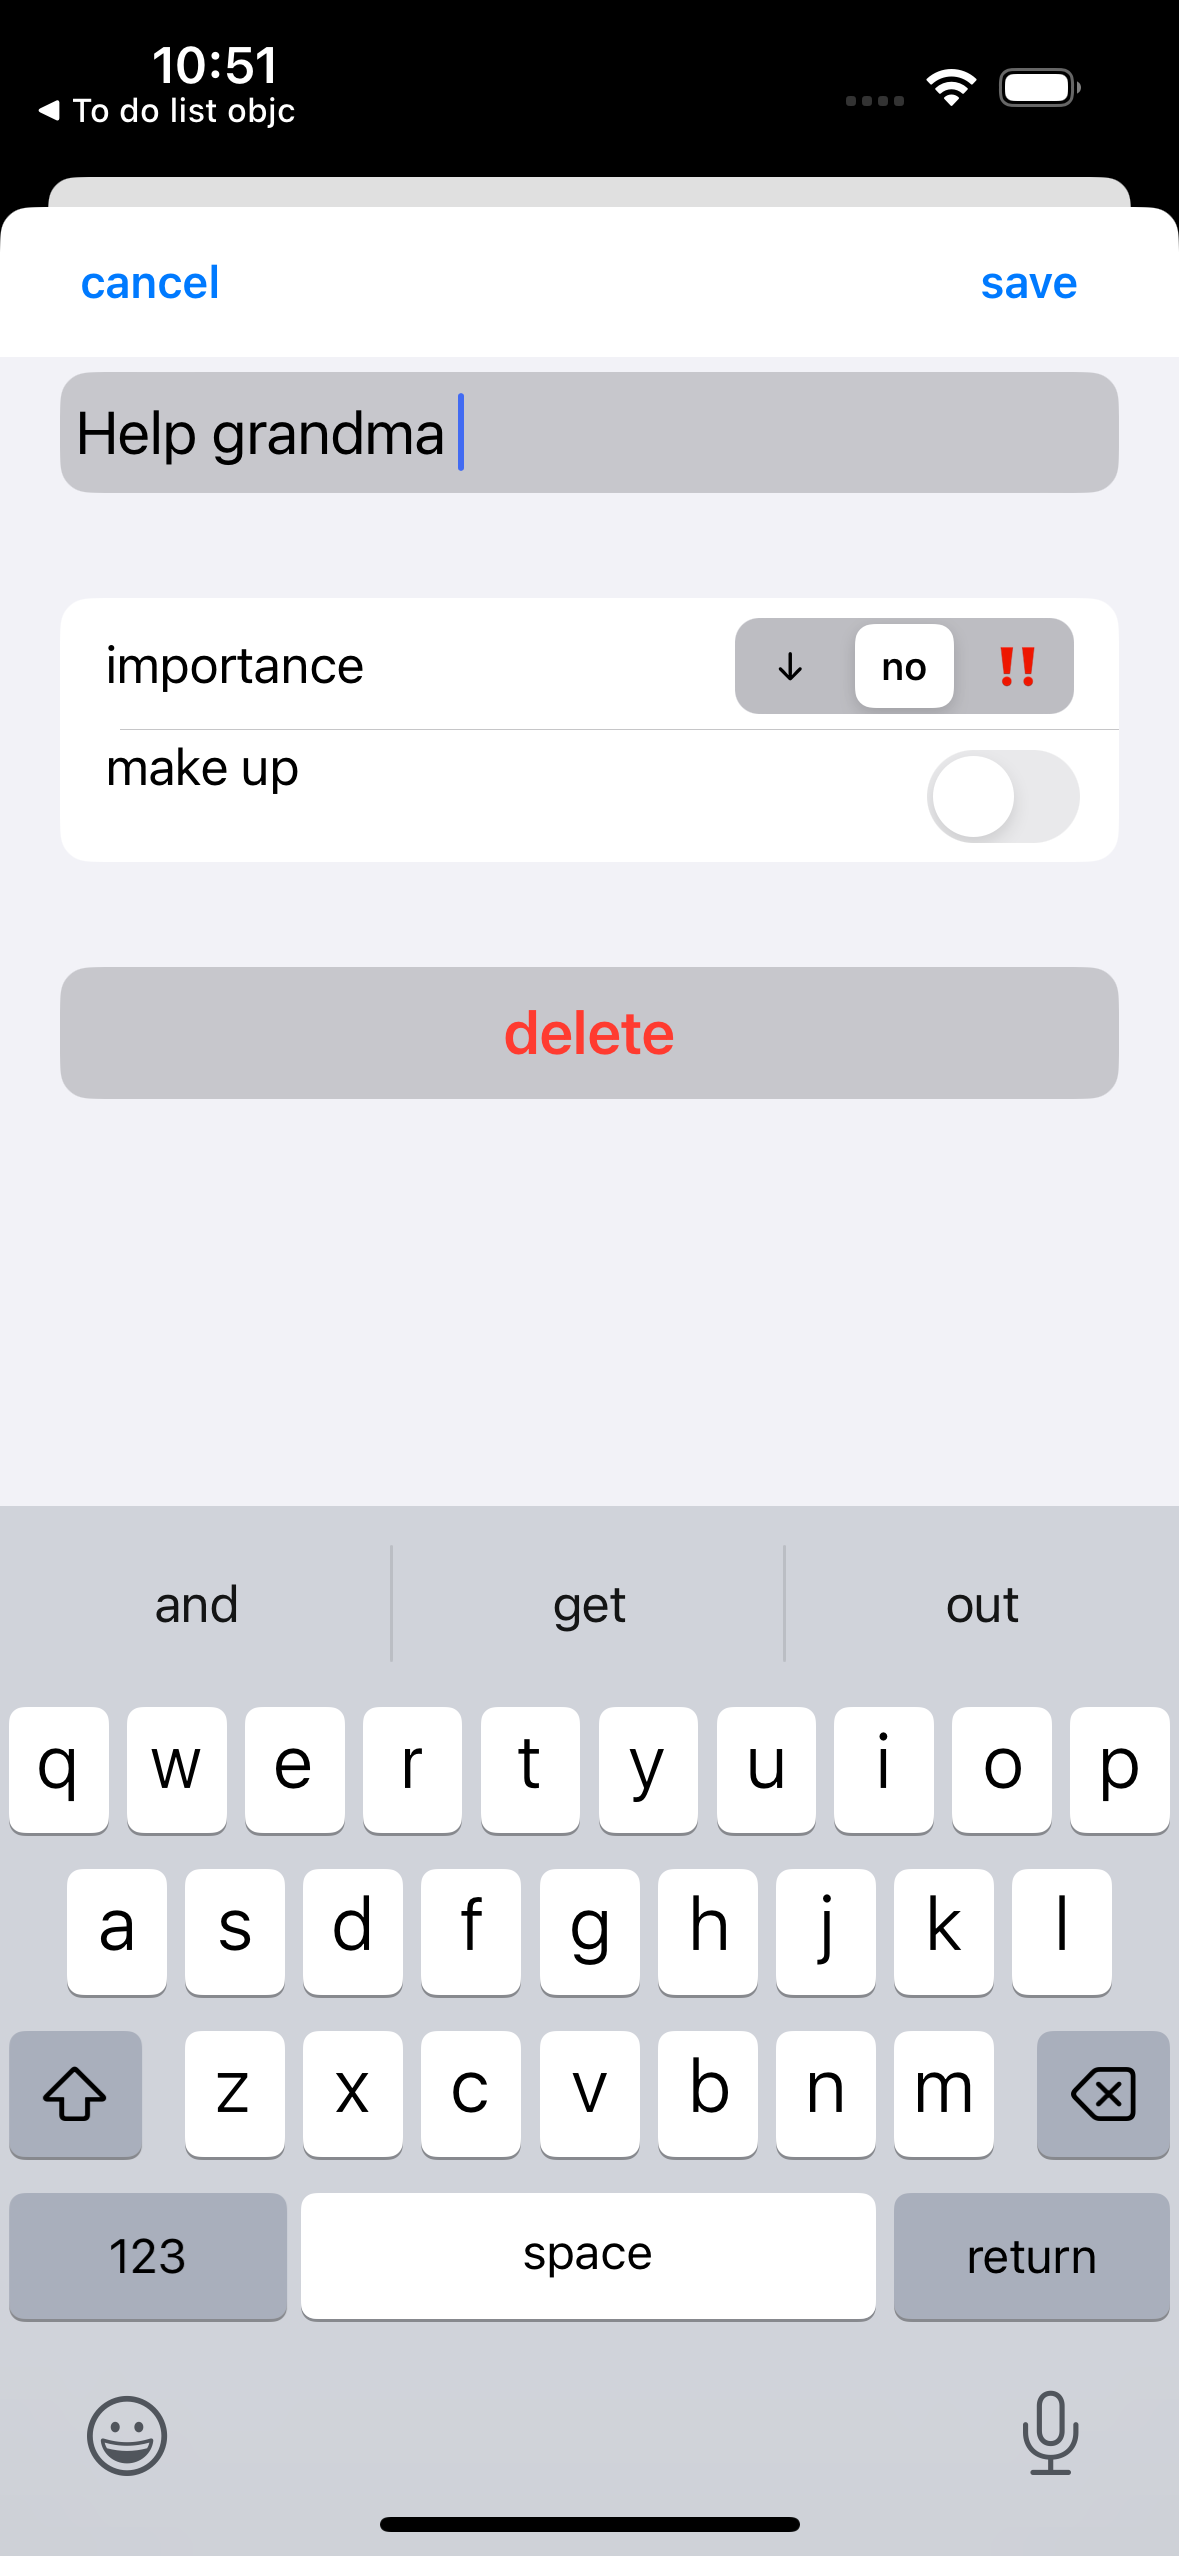 10:51
To do list objc
cancel
save
Help grandma
importance
↓
no
‼
make up
delete
and
get
out
q w e r t y u i o p
a s d f g h j k l
z x c v b n m
123
space
return